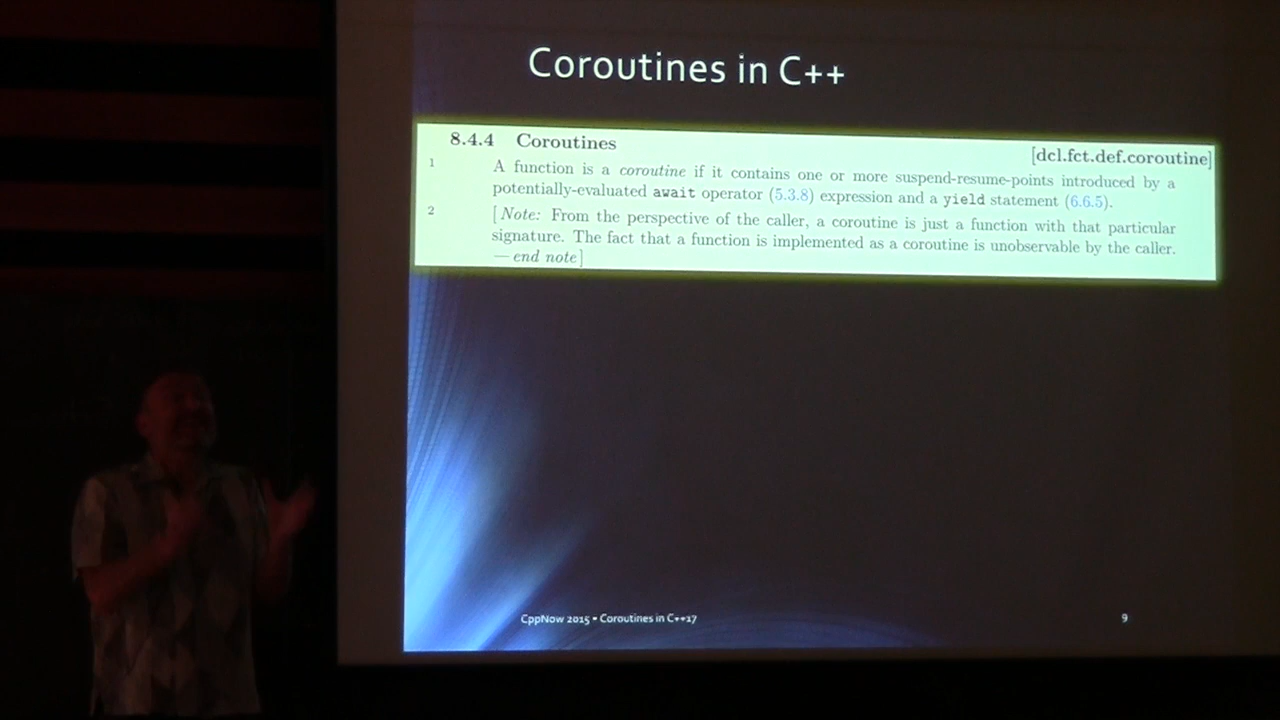 Coroutines in C++
8.4.4 Coroutines [dcl.fct.def.coroutine]
1 A function is a coroutine if it contains one or more suspend-resume-points introduced by a
potentially-evaluated await operator (5.3.8) expression and a yield statement (6.6.5).
2 [ Note: From the perspective of the caller, a coroutine is just a function with that particular
signature. The fact that a function is implemented as a coroutine is unobservable by the caller.
— end note ]
CppNow 2015 • Coroutines in C++17 9